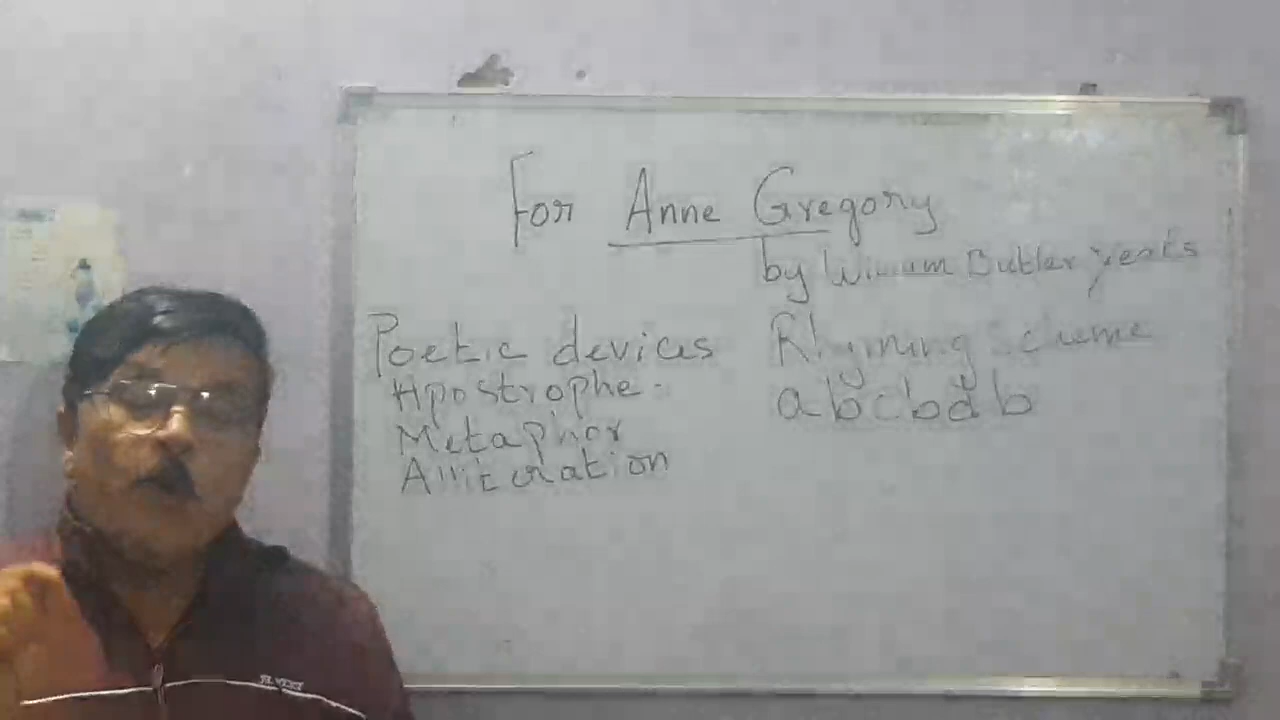 For Anne Gregory
by William Butler Yeats
Poetic devices
Apostrophe
Metaphor
Alliteration
Rhyming Scheme
abcbdb